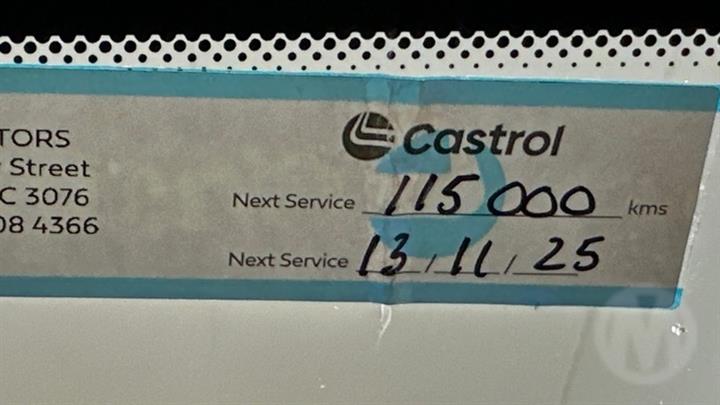 TORS
Street
C 3076
08 4366
Castrol
Next Service 115 000 kms
Next Service 13/11/25
M